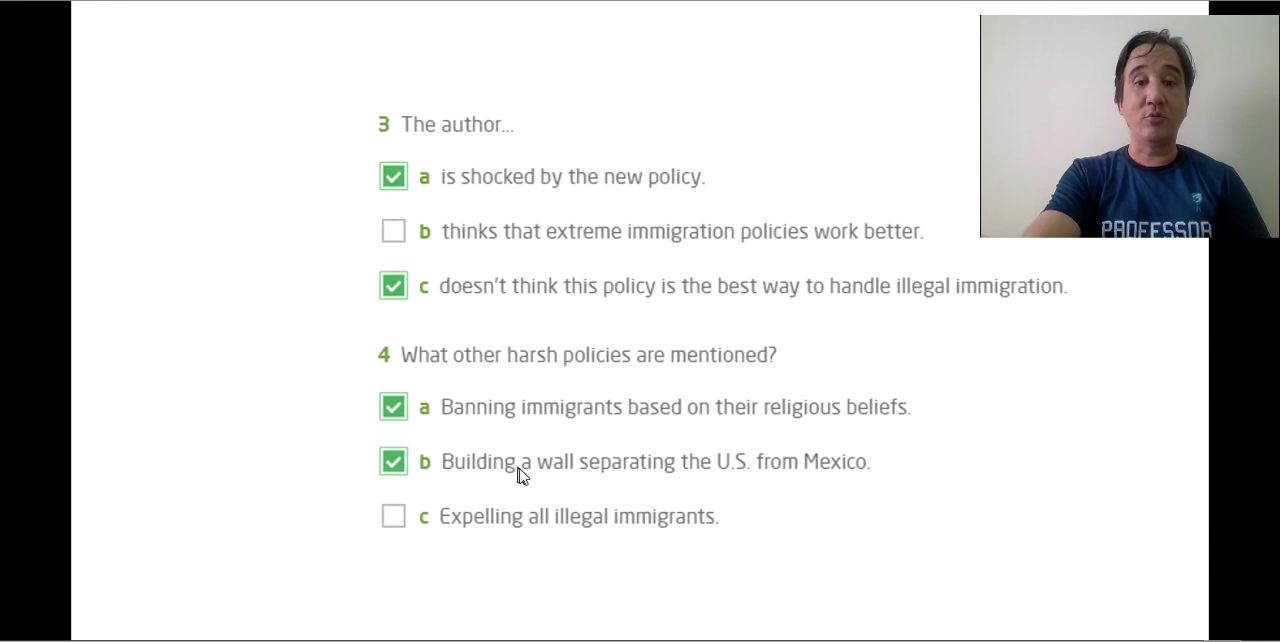 3 The author...
a is shocked by the new policy.
b thinks that extreme immigration policies work better.
c doesn't think this policy is the best way to handle illegal immigration.
4 What other harsh policies are mentioned?
a Banning immigrants based on their religious beliefs.
b Building a wall separating the U.S. from Mexico.
c Expelling all illegal immigrants.
PROFESSOR